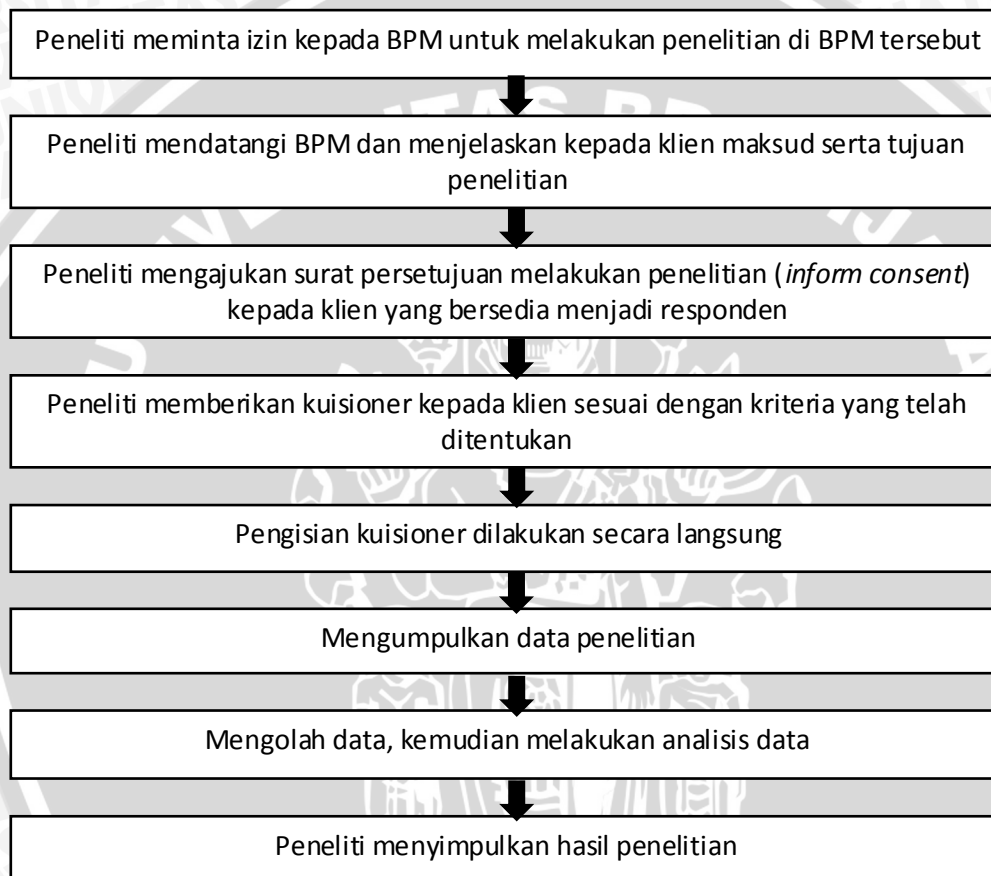 Peneliti meminta izin kepada BPM untuk melakukan penelitian di BPM tersebut
Peneliti mendatangi BPM dan menjelaskan kepada klien maksud serta tujuan
penelitian
Peneliti mengajukan surat persetujuan melakukan penelitian (inform consent)
kepada klien yang bersedia menjadi responden
Peneliti memberikan kuisioner kepada klien sesuai dengan kriteria yang telah
ditentukan
Pengisian kuisioner dilakukan secara langsung
Mengumpulkan data penelitian
Mengolah data, kemudian melakukan analisis data
Peneliti menyimpulkan hasil penelitian